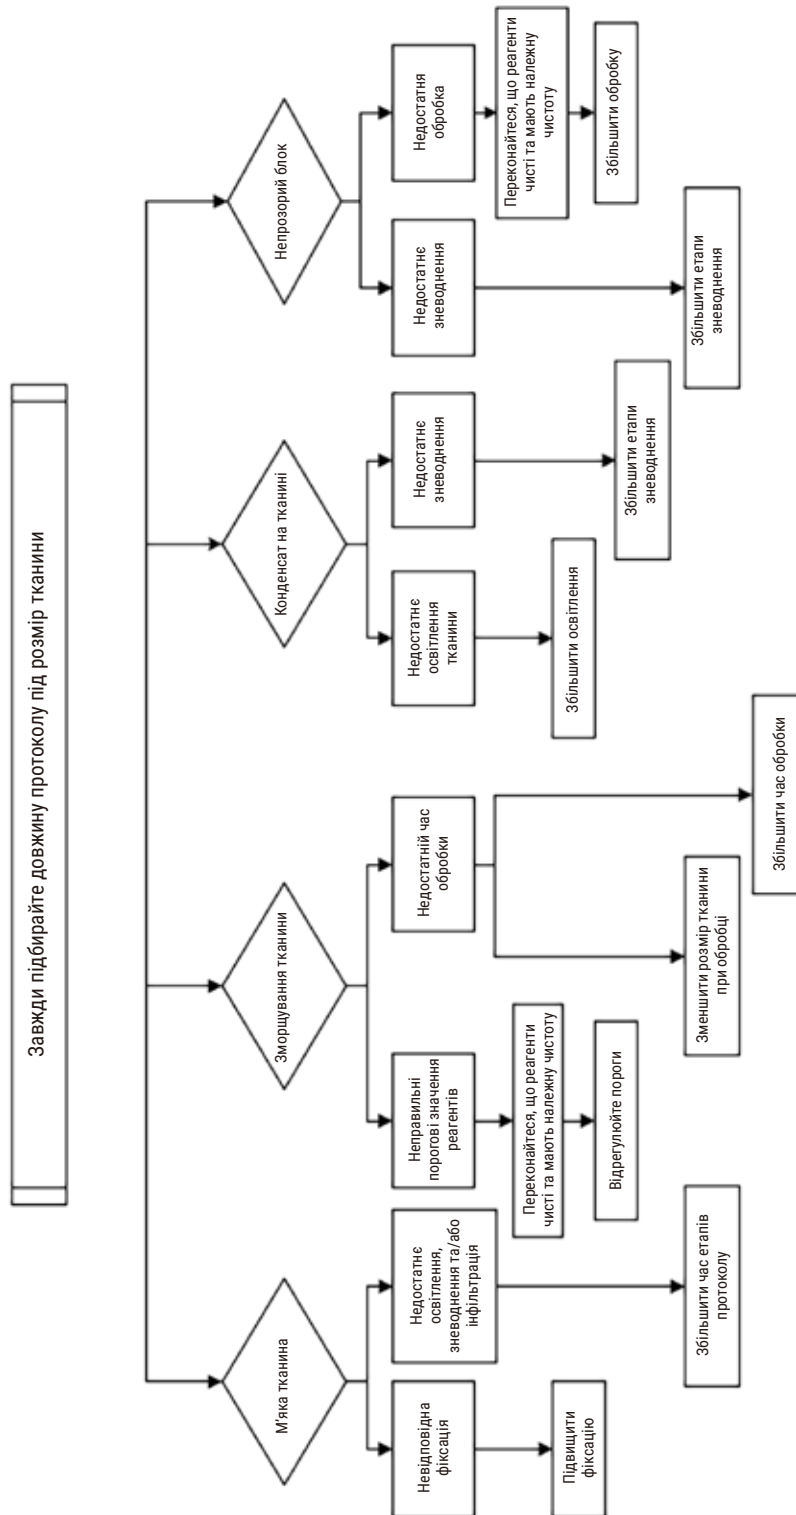 Завжди підбирайте довжину протоколу під розмір тканини
М'яка тканина
Зморщування тканини
Конденсат на тканині
Непрозорий блок
Невідповідна
фіксація
Недостатнє
освітлення,
зневоднення та/або
інфільтрація
Неправильні
порогові значення
реагентів
Недостатній час
обробки
Недостатнє
освітлення
тканини
Недостатнє
зневоднення
Недостатнє
зневоднення
Недостатня
обробка
Підвищити
фіксацію
Збільшити час етапів
протоколу
Переконайтеся, що реагенти
чисті та мають належну чистоту
Відрегулюйте пороги
Зменшити розмір тканини
при обробці
Збільшити час обробки
Збільшити освітлення
Збільшити етапи
зневоднення
Збільшити етапи
зневоднення
Переконайтеся, що реагенти
чисті та мають належну
чистоту
Збільшити обробку